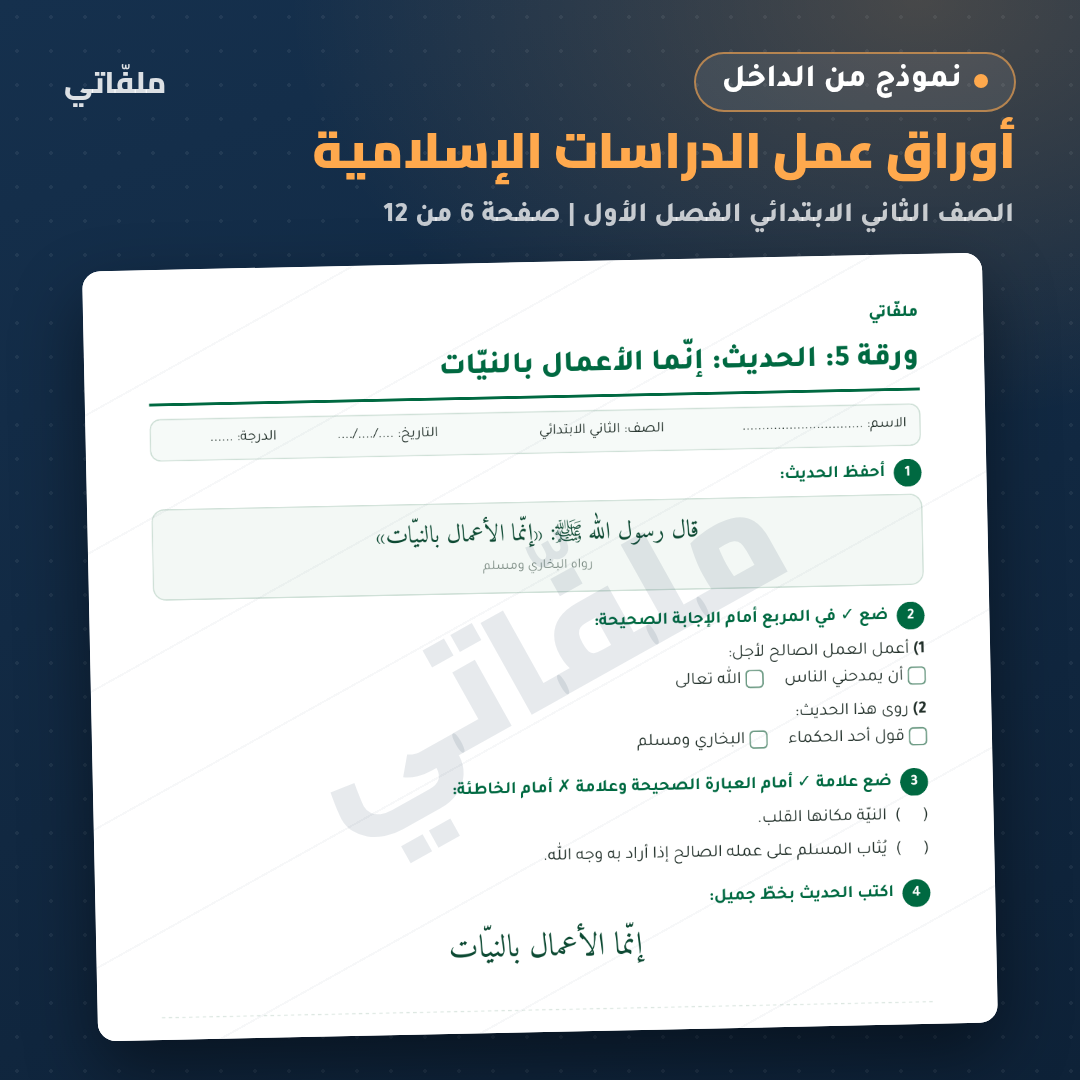 نموذج من الداخل
ملفّاتي
أوراق عمل الدراسات الإسلامية
الصف الثاني الابتدائي الفصل الأول | صفحة 6 من 12
ملفّاتي
ورقة 5: الحديث: إنّما الأعمال بالنيّات
الاسم: .............................. الصف: الثاني الابتدائي التاريخ: ..../..../.... الدرجة: ......
1 أحفظ الحديث:
قال رسول الله ﷺ: «إنّما الأعمال بالنيّات»
رواه البخاري ومسلم
2 ضع ✓ في المربع أمام الإجابة الصحيحة:
1) أعمل العمل الصالح لأجل:
☐ أن يمدحني الناس ☐ الله تعالى
2) روى هذا الحديث:
☐ قول أحد الحكماء ☐ البخاري ومسلم
3 ضع علامة ✓ أمام العبارة الصحيحة وعلامة ✗ أمام الخاطئة:
( ) النيّة مكانها القلب.
( ) يُثاب المسلم على عمله الصالح إذا أراد به وجه الله.
4 اكتب الحديث بخطّ جميل:
إنّما الأعمال بالنيّات
ملفّاتي